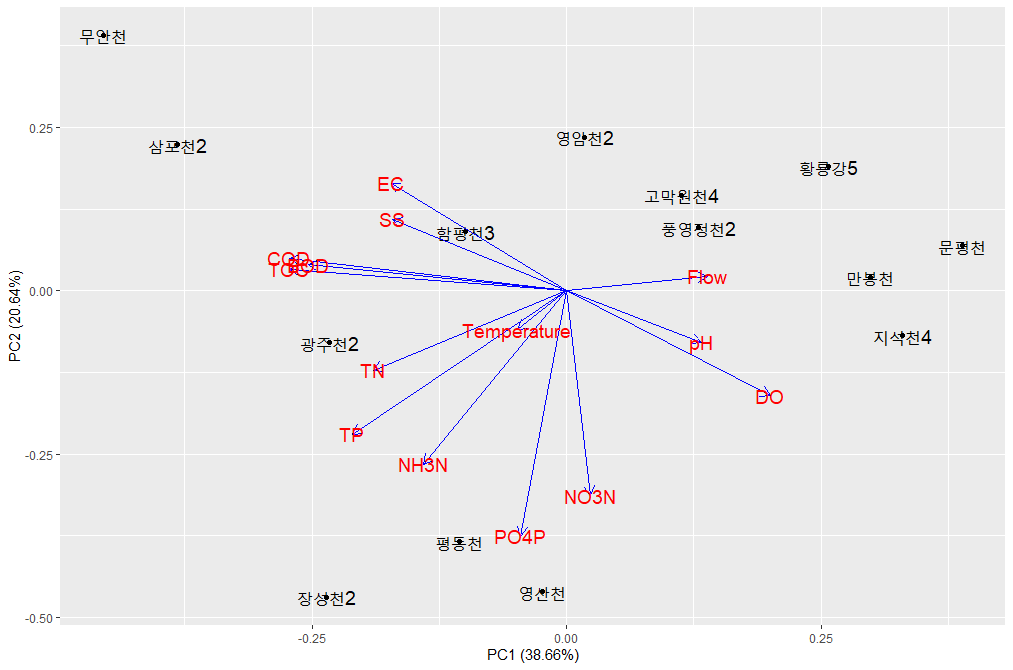 무안천
0.25
삼포천2
영암천2
황룡강5
EC
고막원천4
SS
함평천3
풍영정천2
문평천
COD
BOD
TOC
Flow
만봉천
0.00
Temperature
pH
지석천4
광주천2
TN
DO
TP
-0.25
NH3N
NO3N
PO4P
평동천
영산천
장성천2
-0.50
PC2 (20.64%)
-0.25
0.00
0.25
PC1 (38.66%)